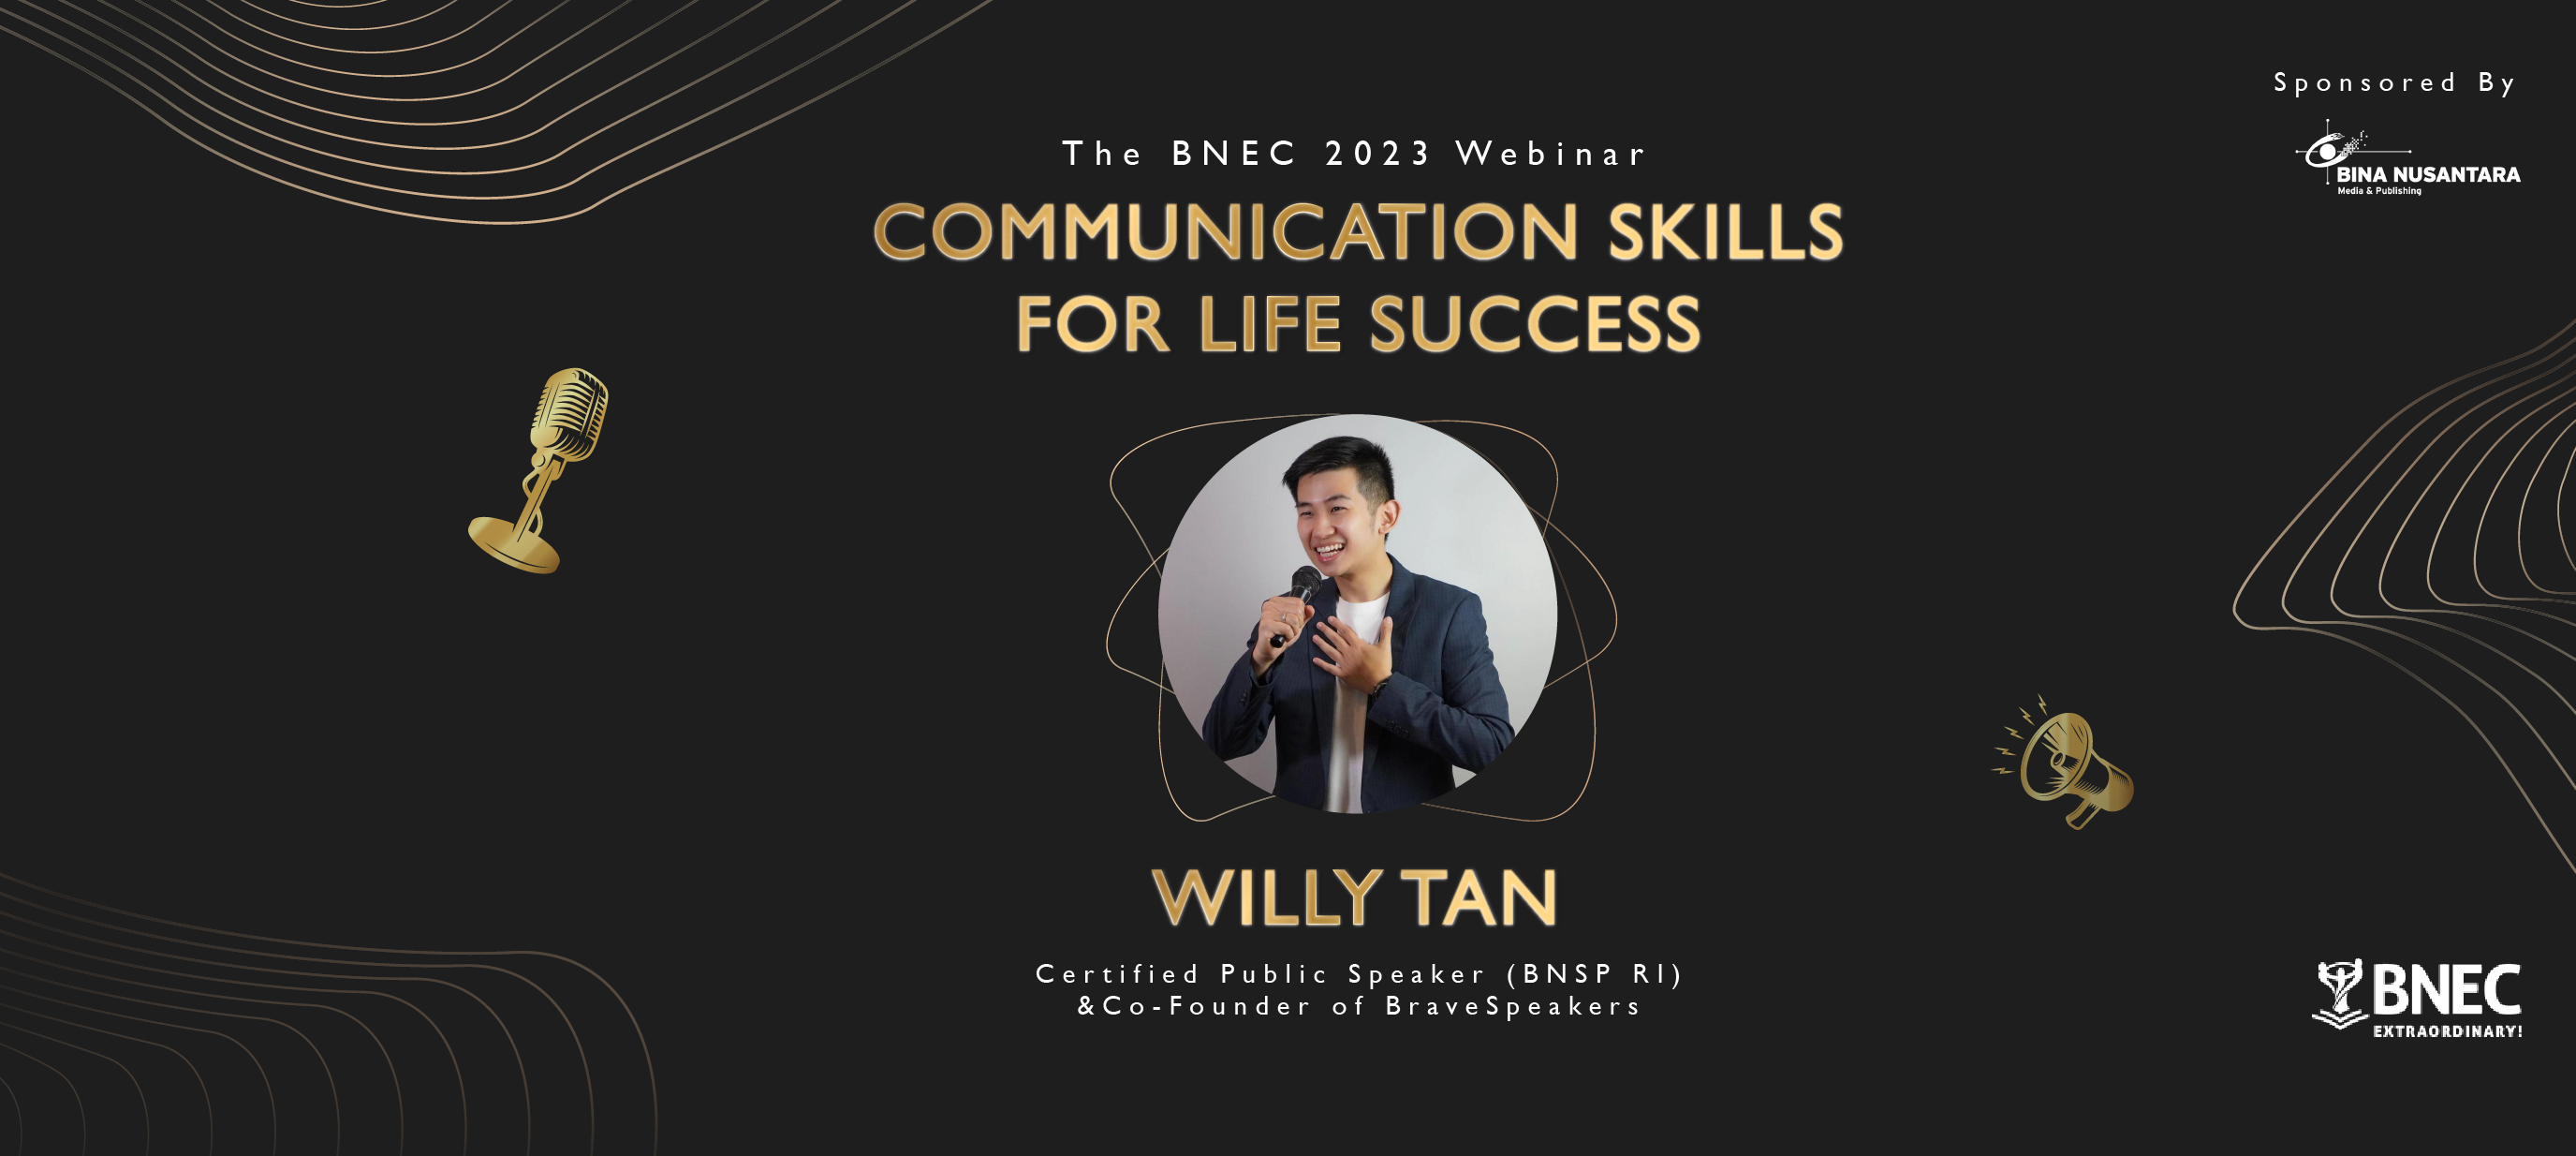 Sponsored By
BINA NUSANTARA
Media & Publishing
The BNEC 2023 Webinar
COMMUNICATION SKILLS
FOR LIFE SUCCESS
WILLY TAN
Certified Public Speaker (BNSP RI)
&Co-Founder of BraveSpeakers
BNEC
EXTRAORDINARY!